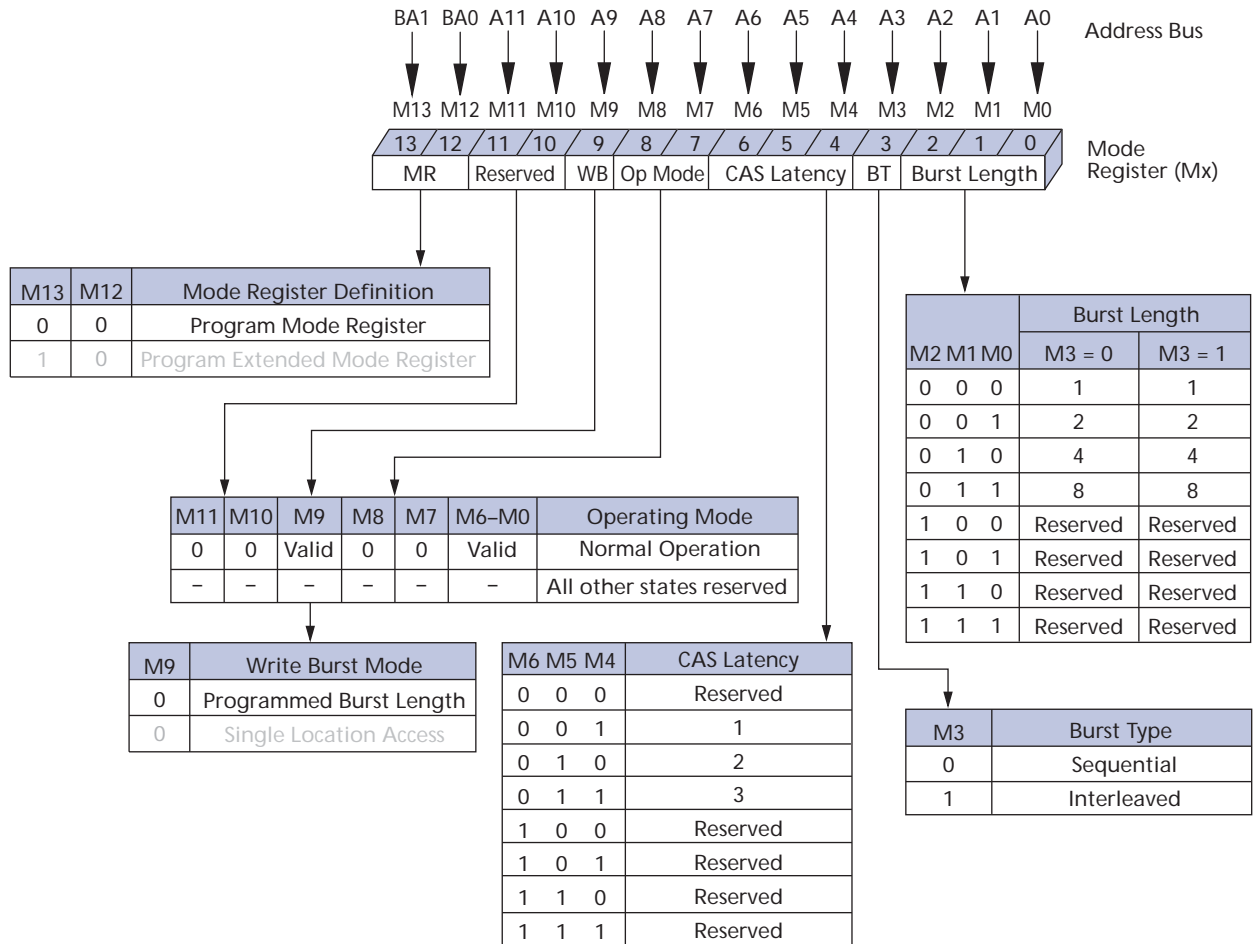 BA1 BA0 A11 A10 A9 A8 A7 A6 A5 A4 A3 A2 A1 A0
Address Bus
M13 M12 M11 M10 M9 M8 M7 M6 M5 M4 M3 M2 M1 M0
13 12 11 10 9 8 7 6 5 4 3 2 1 0
Mode
Register (Mx)
MR Reserved WB Op Mode CAS Latency BT Burst Length
M13 M12 Mode Register Definition
0 0 Program Mode Register
1 0 Program Extended Mode Register
Burst Length
M2 M1 M0 M3 = 0 M3 = 1
0 0 0 1 1
0 0 1 2 2
0 1 0 4 4
0 1 1 8 8
1 0 0 Reserved Reserved
1 0 1 Reserved Reserved
1 1 0 Reserved Reserved
1 1 1 Reserved Reserved
M11 M10 M9 M8 M7 M6–M0 Operating Mode
0 0 Valid 0 0 Valid Normal Operation
– – – – – – All other states reserved
M9 Write Burst Mode
0 Programmed Burst Length
0 Single Location Access
M6 M5 M4 CAS Latency
0 0 0 Reserved
0 0 1 1
0 1 0 2
0 1 1 3
1 0 0 Reserved
1 0 1 Reserved
1 1 0 Reserved
1 1 1 Reserved
M3 Burst Type
0 Sequential
1 Interleaved